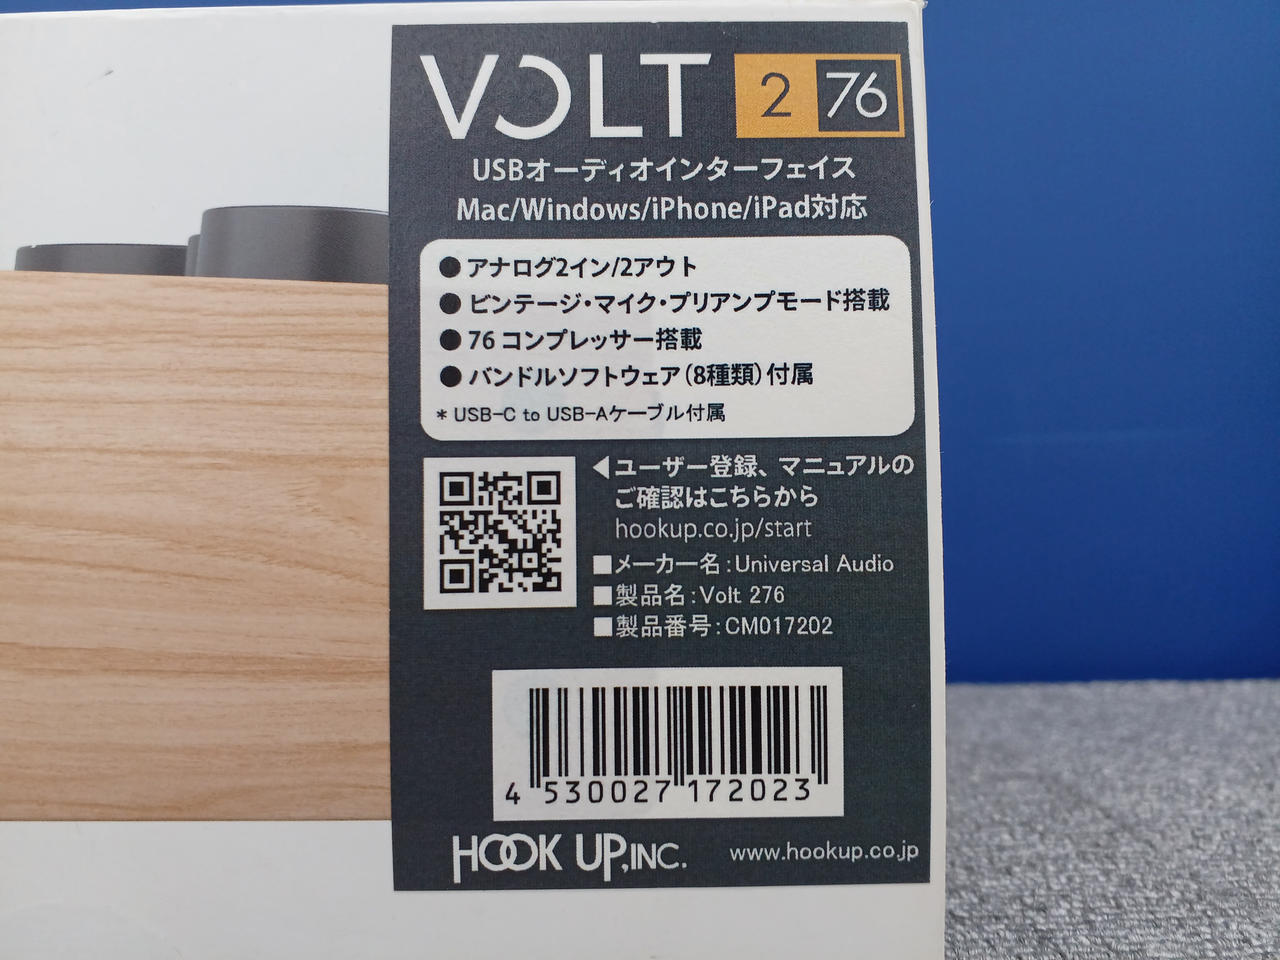 VOLT 2 76
USBオーディオインターフェイス
Mac/Windows/iPhone/iPad対応
●アナログ2イン/2アウト
●ビンテージ・マイク・プリアンプモード搭載
●76 コンプレッサー搭載
●バンドルソフトウェア(8種類)付属
* USB-C to USB-Aケーブル付属
◀ユーザー登録、マニュアルの
ご確認はこちらから
hookup.co.jp/start
■メーカー名:Universal Audio
■製品名:Volt 276
■製品番号:CM017202
4 530027 172023
HOOK UP,INC. www.hookup.co.jp